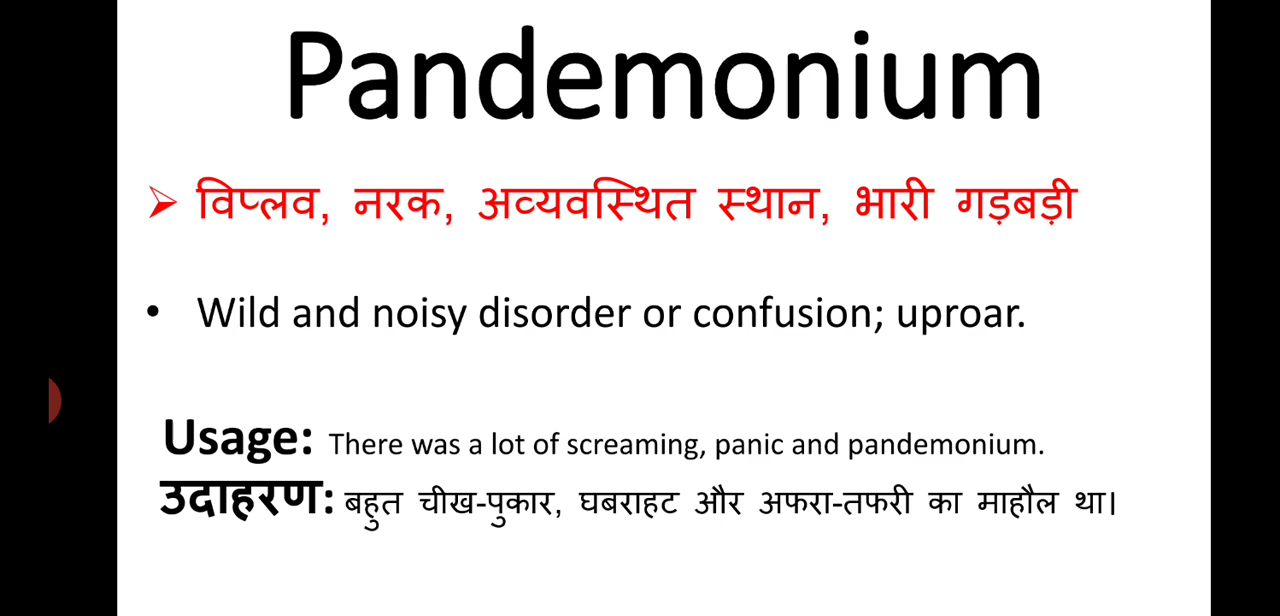 Pandemonium
➢ विप्लव, नरक, अव्यवस्थित स्थान, भारी गड़बड़ी
• Wild and noisy disorder or confusion; uproar.
Usage: There was a lot of screaming, panic and pandemonium.
उदाहरण: बहुत चीख-पुकार, घबराहट और अफरा-तफरी का माहौल था।